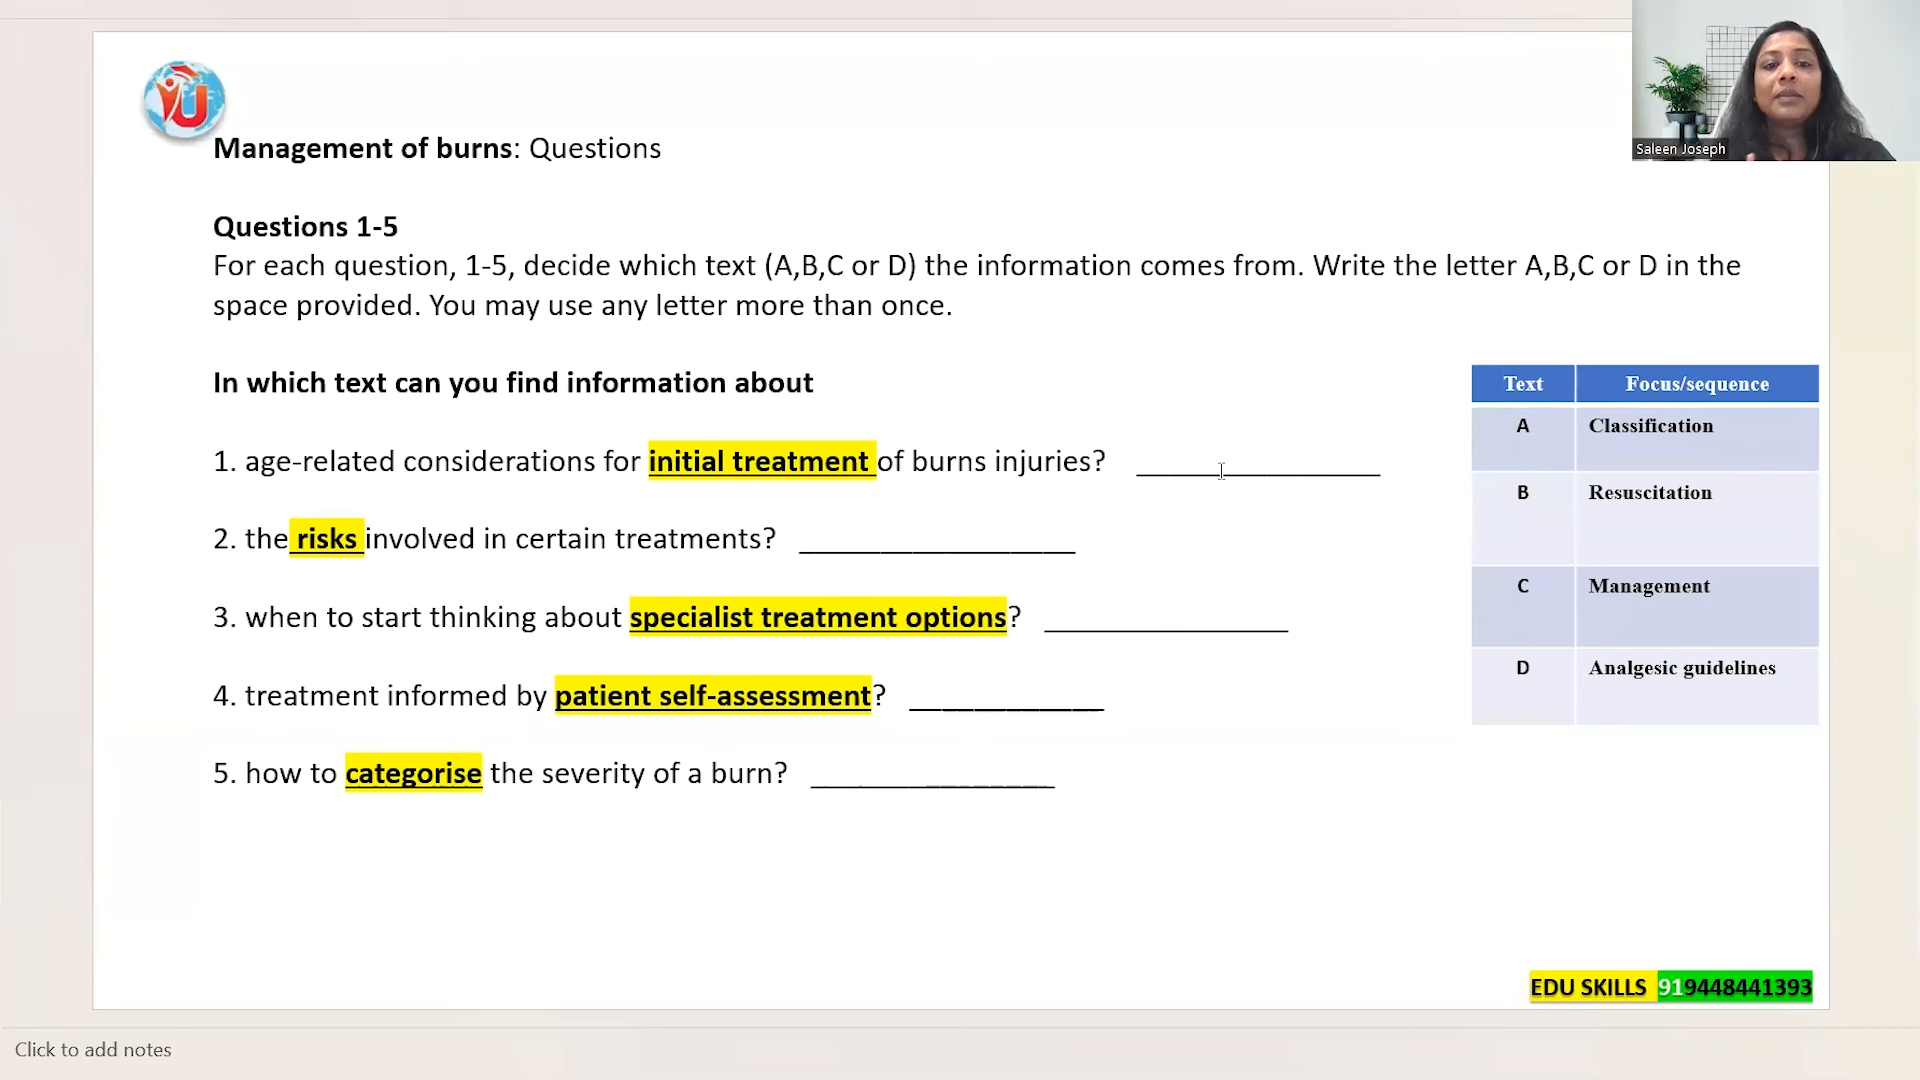 Saleen Joseph
Management of burns: Questions
Questions 1-5
For each question, 1-5, decide which text (A,B,C or D) the information comes from. Write the letter A,B,C or D in the
space provided. You may use any letter more than once.
In which text can you find information about
1. age-related considerations for initial treatment of burns injuries? ________________
2. the risks involved in certain treatments? __________________
3. when to start thinking about specialist treatment options? ________________
4. treatment informed by patient self-assessment? ____________
5. how to categorise the severity of a burn? ________________
Text Focus/sequence
A Classification
B Resuscitation
C Management
D Analgesic guidelines
EDU SKILLS 919448441393
Click to add notes